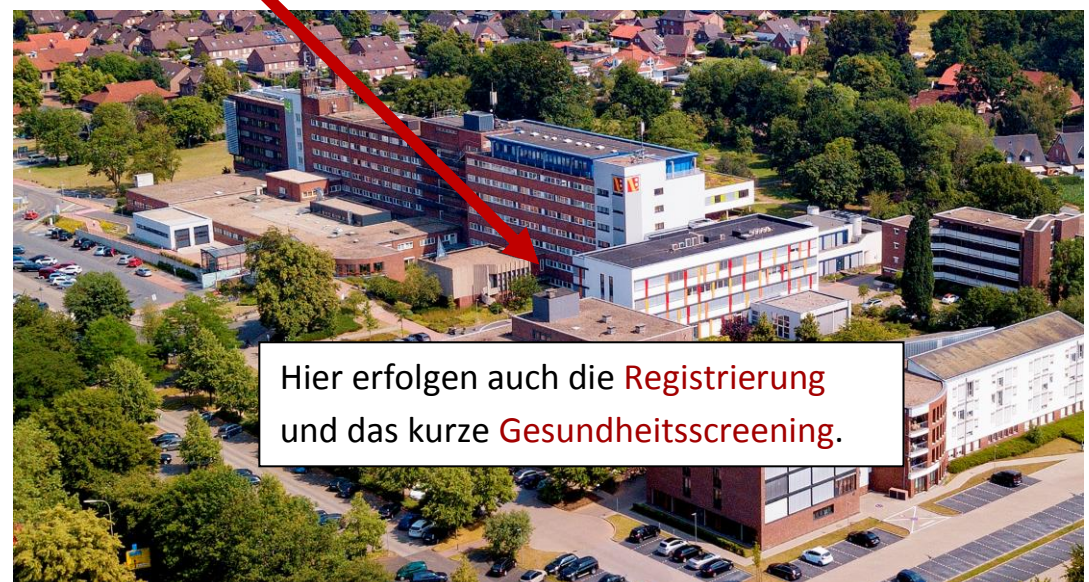 Hier erfolgen auch die Registrierung
und das kurze Gesundheitsscreening.